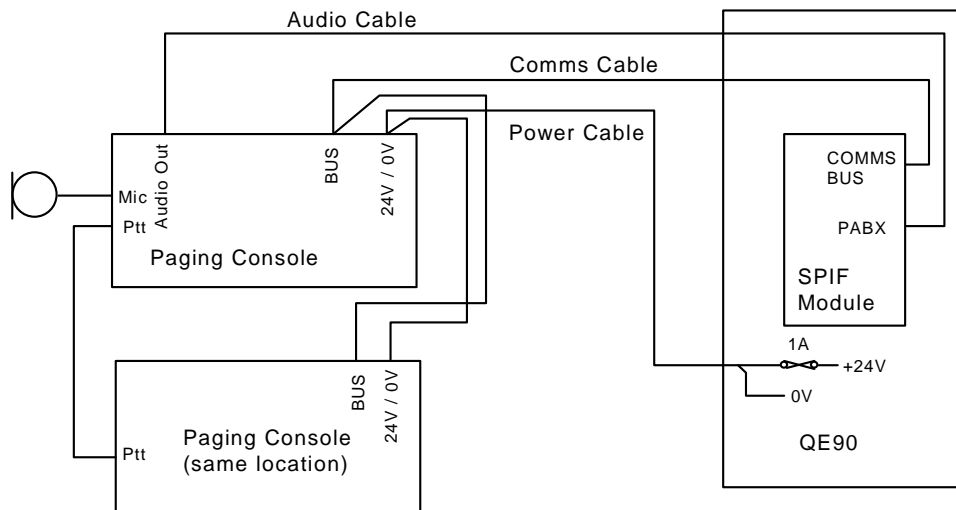 Audio Cable
Comms Cable
Power Cable
Audio Out
BUS
24V / 0V
Mic
Ptt
Paging Console
COMMS
BUS
PABX
SPIF
Module
1A
+24V
0V
QE90
BUS
24V / 0V
Ptt
Paging Console
(same location)